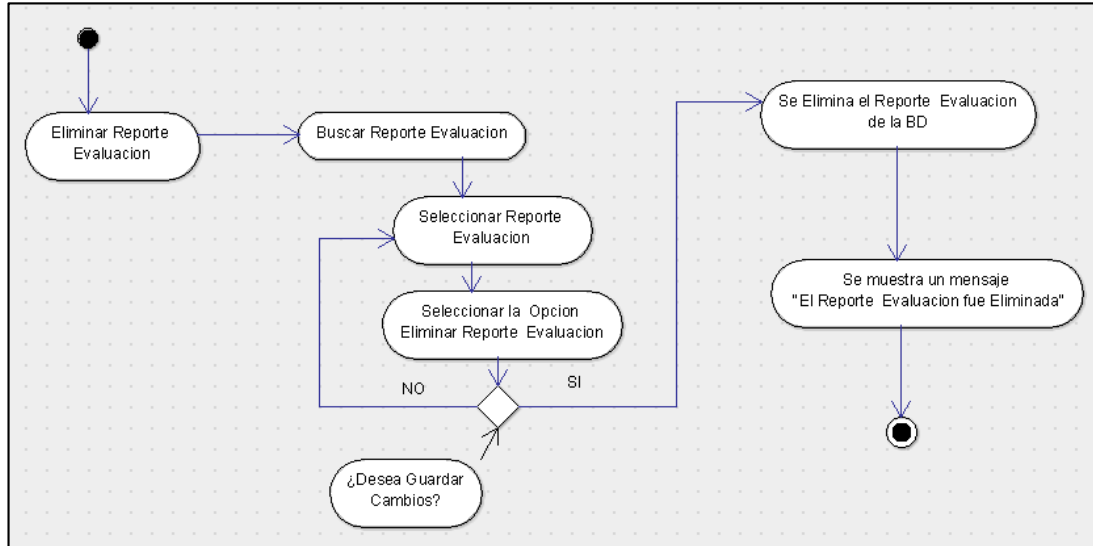 Eliminar Reporte
Evaluacion
Buscar Reporte Evaluacion
Seleccionar Reporte
Evaluacion
Seleccionar la Opcion
Eliminar Reporte Evaluacion
NO
SI
¿Desea Guardar
Cambios?
Se Elimina el Reporte Evaluacion
de la BD
Se muestra un mensaje
"El Reporte Evaluacion fue Eliminada"